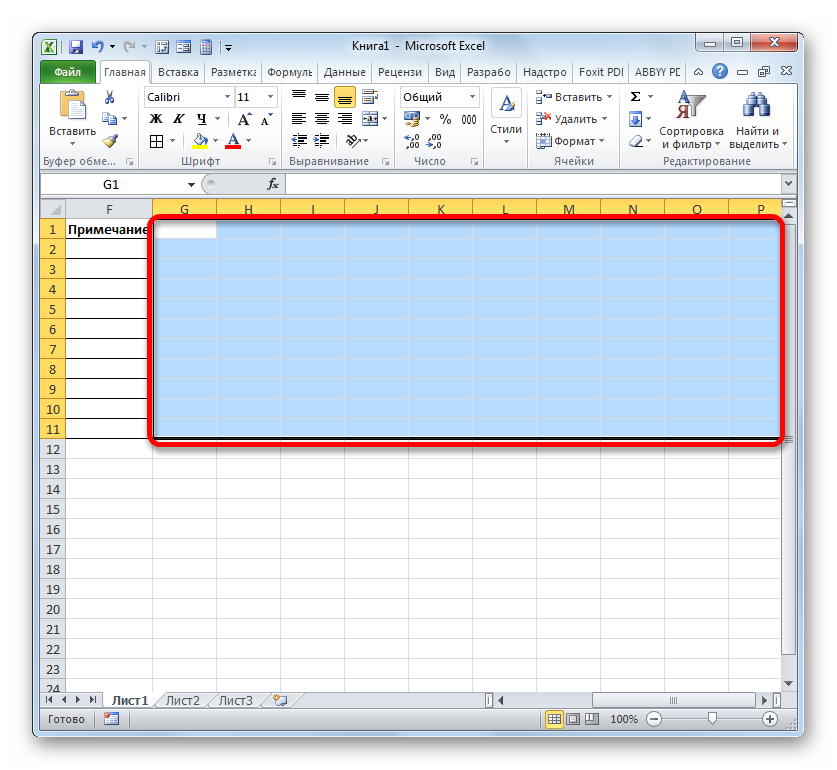 Книга1 - Microsoft Excel
Файл Главная Вставка Разметка Формуль Данные Рецензи Вид Разрабо Надстро Foxit PDI ABBYY PC
Calibri 11 Общий Вставить Σ
Вставить Ж К Ч A A % 000 Стили Удалить Сортировка и фильтр Найти и выделить
A Формат
Буфер обме... Шрифт Выравнивание Число Ячейки Редактирование
G1 fx
F G H I J K L M N O P
1 Примечание
2
3
4
5
6
7
8
9
10
11
12
13
14
15
16
17
18
19
20
21
22
23
24
Лист1 Лист2 Лист3
Готово 100%